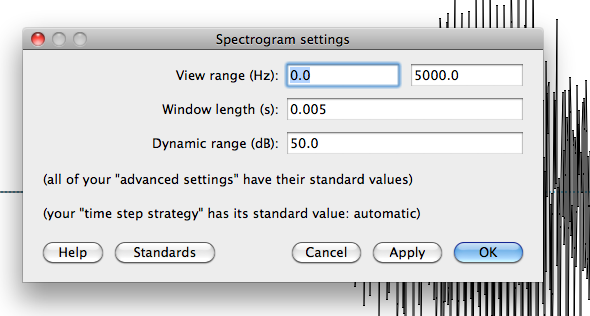 Spectrogram settings
View range (Hz): 0.0 5000.0
Window length (s): 0.005
Dynamic range (dB): 50.0
(all of your "advanced settings" have their standard values)
(your "time step strategy" has its standard value: automatic)
Help Standards Cancel Apply OK